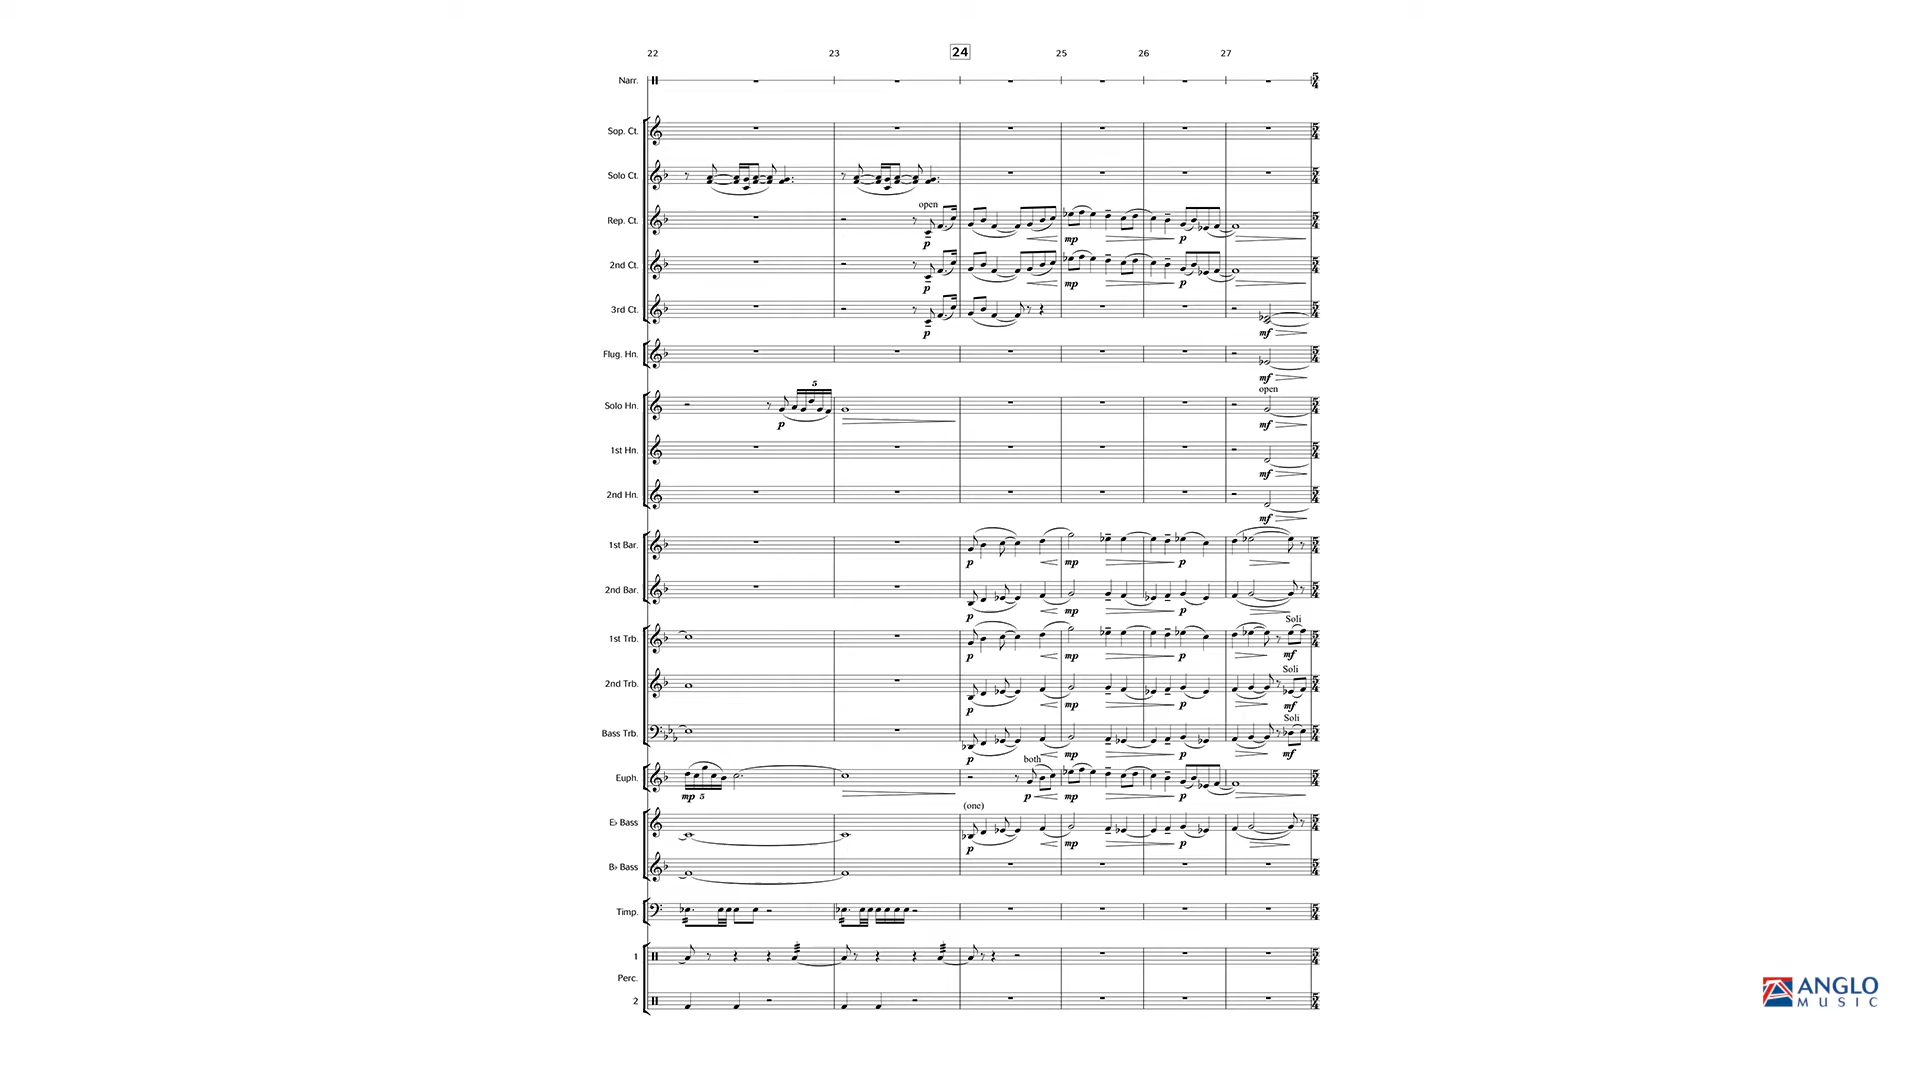 22 23 24 25 26 27
Narr.
Sop. Ct.
Solo Ct.
open
Rep. Ct.
p mp p
2nd Ct.
p mp p
3rd Ct.
p mf
Flug. Hn.
mf
5 open
Solo Hn.
p mf
1st Hn.
mf
2nd Hn.
mf
1st Bar.
p mp p
2nd Bar.
p mp p
Soli
1st Trb.
p mp p mf
Soli
2nd Trb.
p mp p mf
Soli
Bass Trb.
p mp p mf
both
Euph.
mp 5 p mp p
(one)
E♭ Bass
p mp p
B♭ Bass
Timp.
1
Perc.
2
5
4
ANGLO
MUSIC